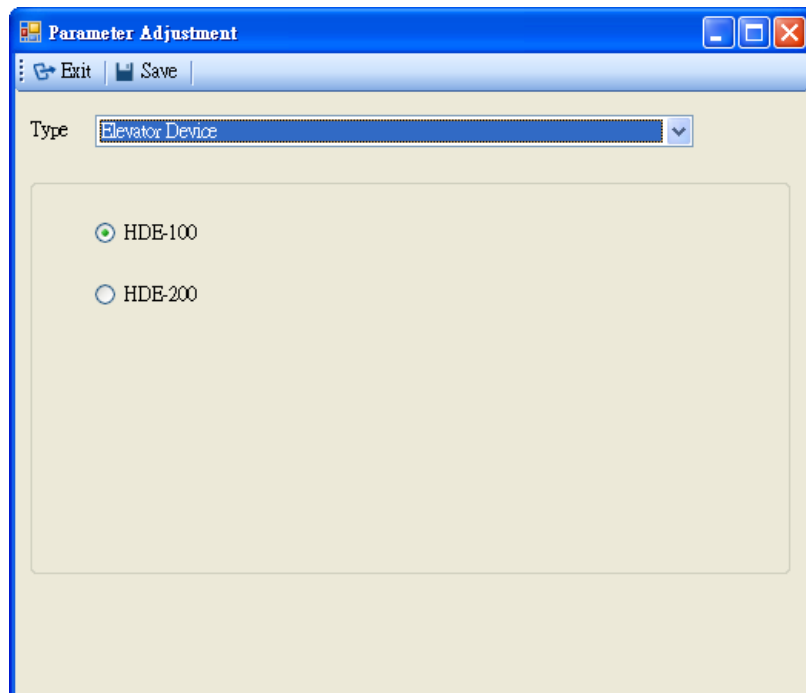 Parameter Adjustment
Exit Save
Type Elevator Device
HDE-100
HDE-200